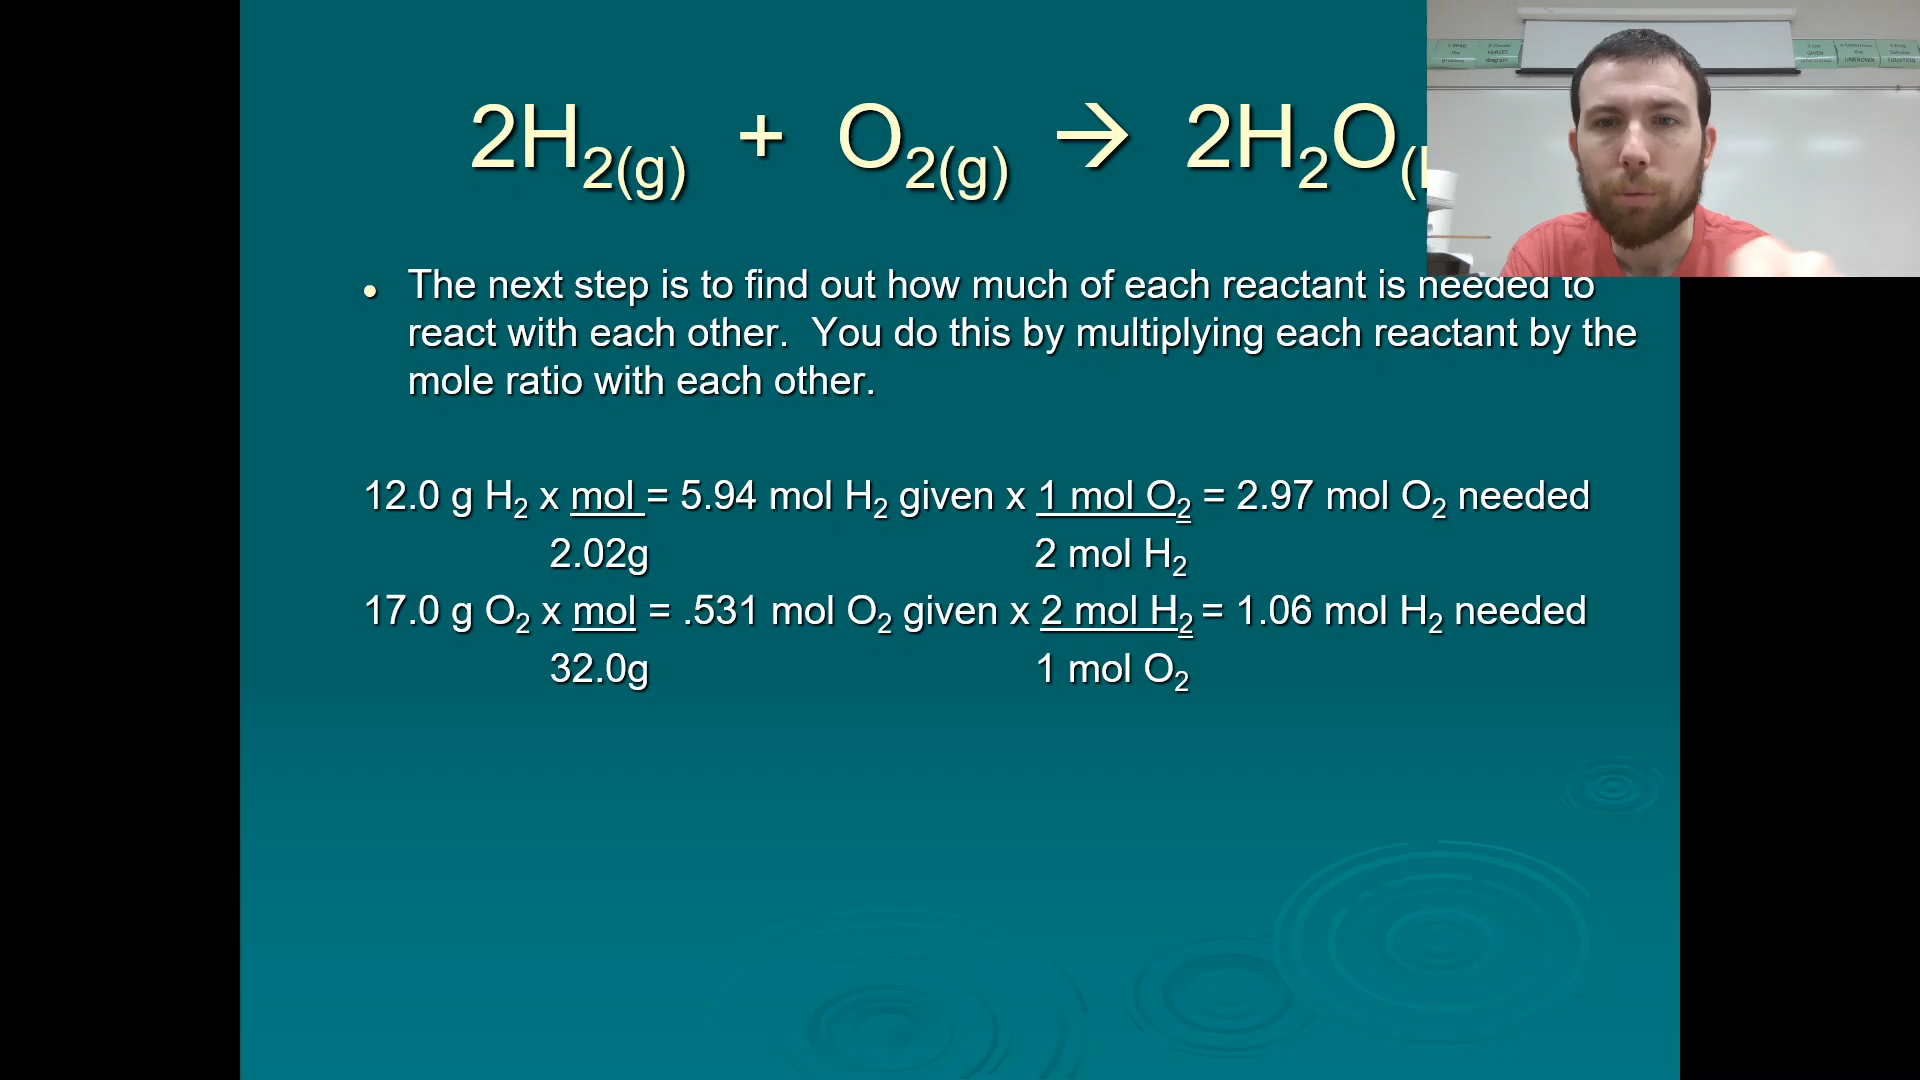 2H₂(g) + O₂(g) → 2H₂O(
• The next step is to find out how much of each reactant is needed to
react with each other. You do this by multiplying each reactant by the
mole ratio with each other.
12.0 g H₂ x mol = 5.94 mol H₂ given x 1 mol O₂ = 2.97 mol O₂ needed
2.02g 2 mol H₂
17.0 g O₂ x mol = .531 mol O₂ given x 2 mol H₂ = 1.06 mol H₂ needed
32.0g 1 mol O₂